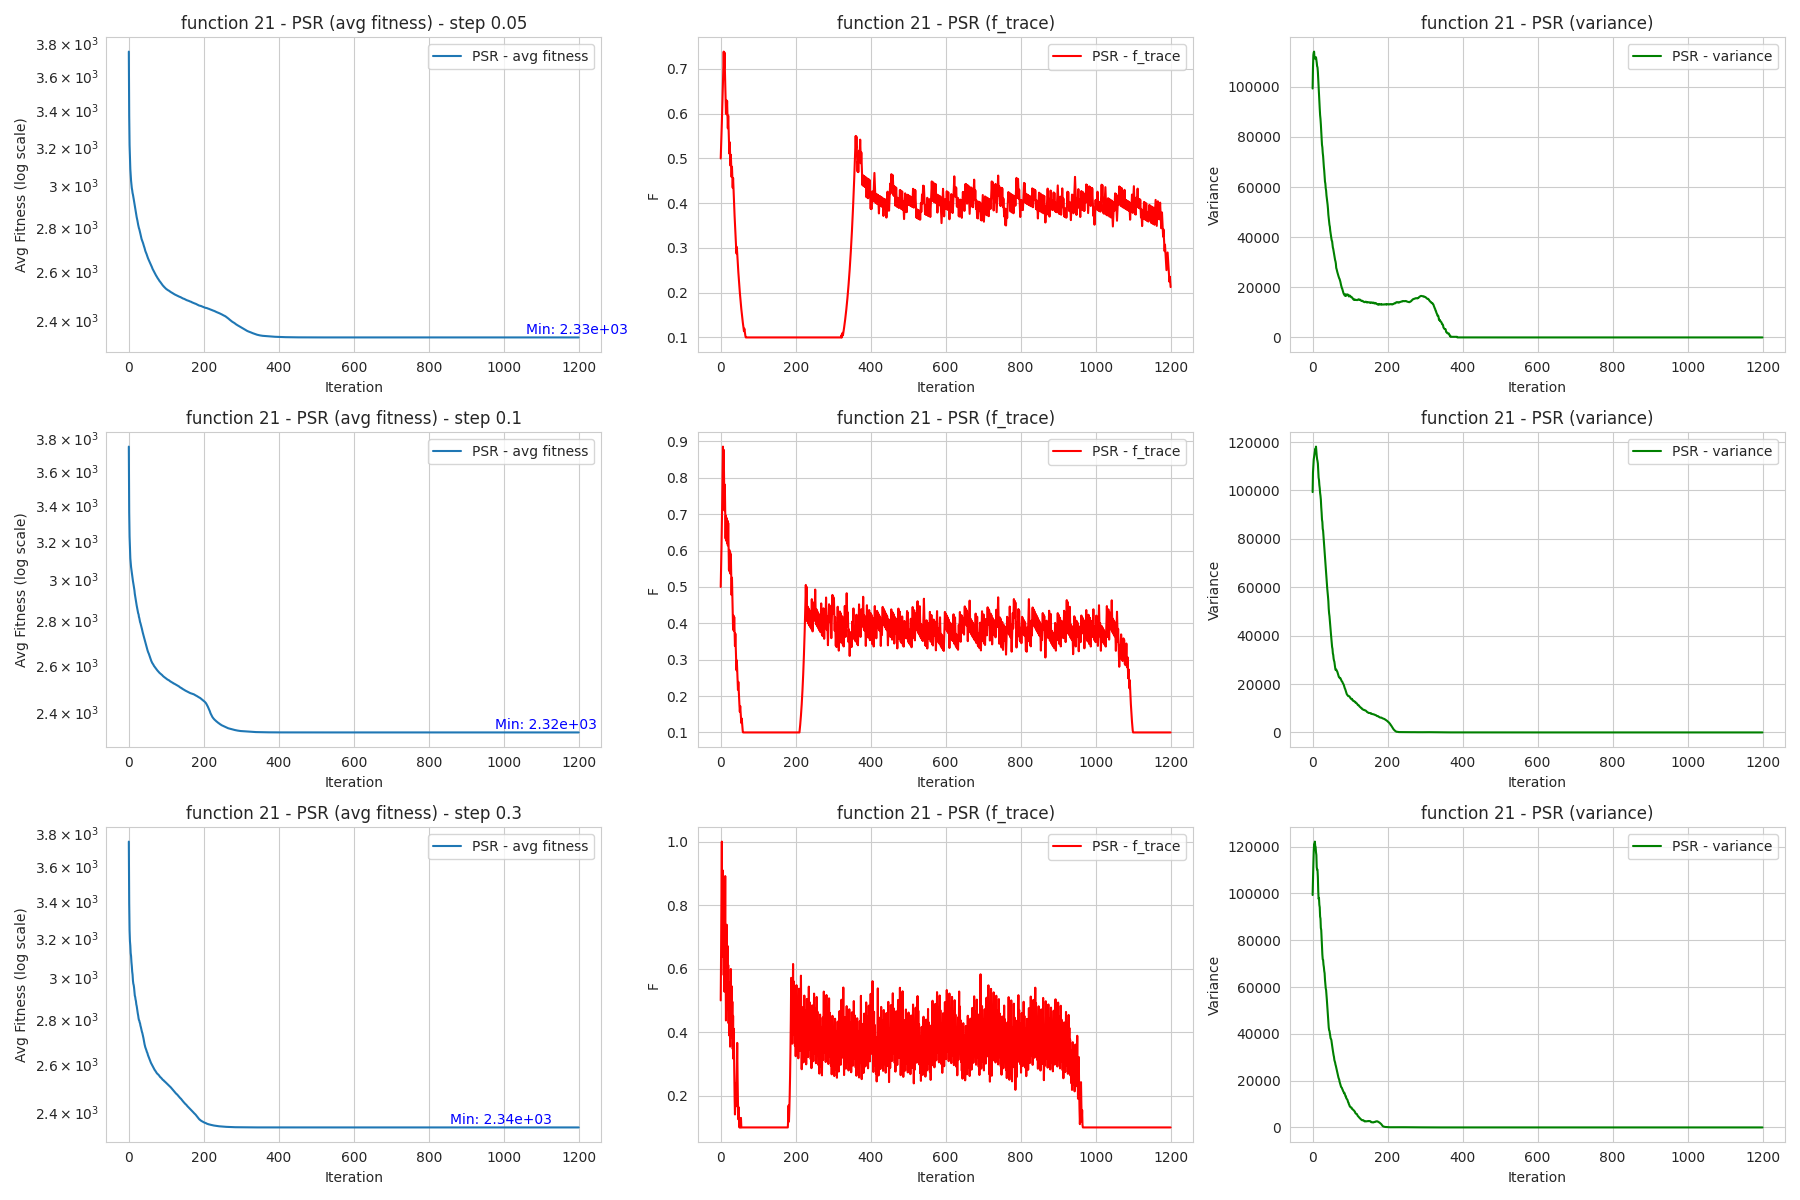 function 21 - PSR (avg fitness) - step 0.05
Avg Fitness (log scale)
3.8 × 10³
3.6 × 10³
3.4 × 10³
3.2 × 10³
3 × 10³
2.8 × 10³
2.6 × 10³
2.4 × 10³
PSR - avg fitness
Min: 2.33e+03
0 200 400 600 800 1000 1200
Iteration
function 21 - PSR (f_trace)
F
0.7
0.6
0.5
0.4
0.3
0.2
0.1
PSR - f_trace
0 200 400 600 800 1000 1200
Iteration
function 21 - PSR (variance)
Variance
100000
80000
60000
40000
20000
0
PSR - variance
0 200 400 600 800 1000 1200
Iteration
function 21 - PSR (avg fitness) - step 0.1
Avg Fitness (log scale)
3.8 × 10³
3.6 × 10³
3.4 × 10³
3.2 × 10³
3 × 10³
2.8 × 10³
2.6 × 10³
2.4 × 10³
PSR - avg fitness
Min: 2.32e+03
0 200 400 600 800 1000 1200
Iteration
function 21 - PSR (f_trace)
F
0.9
0.8
0.7
0.6
0.5
0.4
0.3
0.2
0.1
PSR - f_trace
0 200 400 600 800 1000 1200
Iteration
function 21 - PSR (variance)
Variance
120000
100000
80000
60000
40000
20000
0
PSR - variance
0 200 400 600 800 1000 1200
Iteration
function 21 - PSR (avg fitness) - step 0.3
Avg Fitness (log scale)
3.8 × 10³
3.6 × 10³
3.4 × 10³
3.2 × 10³
3 × 10³
2.8 × 10³
2.6 × 10³
2.4 × 10³
PSR - avg fitness
Min: 2.34e+03
0 200 400 600 800 1000 1200
Iteration
function 21 - PSR (f_trace)
F
1.0
0.8
0.6
0.4
0.2
PSR - f_trace
0 200 400 600 800 1000 1200
Iteration
function 21 - PSR (variance)
Variance
120000
100000
80000
60000
40000
20000
0
PSR - variance
0 200 400 600 800 1000 1200
Iteration